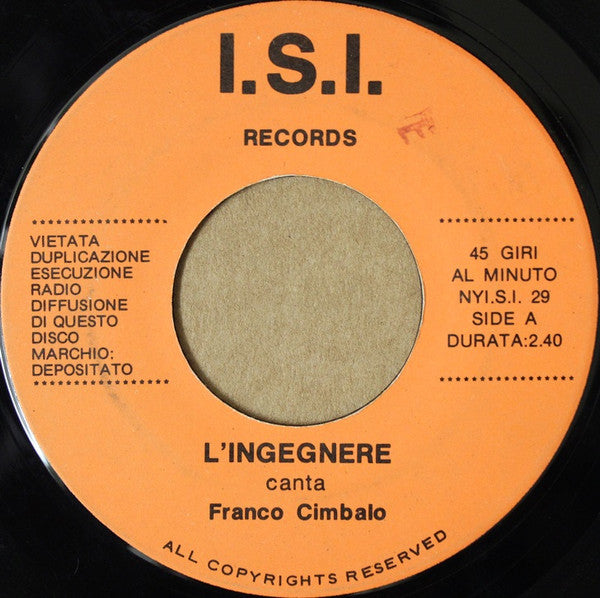 I.S.I.
RECORDS
VIETATA
DUPLICAZIONE
ESECUZIONE
RADIO
DIFFUSIONE
DI QUESTO
DISCO
MARCHIO:
DEPOSITATO
45 GIRI
AL MINUTO
NYI.S.I. 29
SIDE A
DURATA:2.40
L'INGEGNERE
canta
Franco Cimbalo
ALL COPYRIGHTS RESERVED